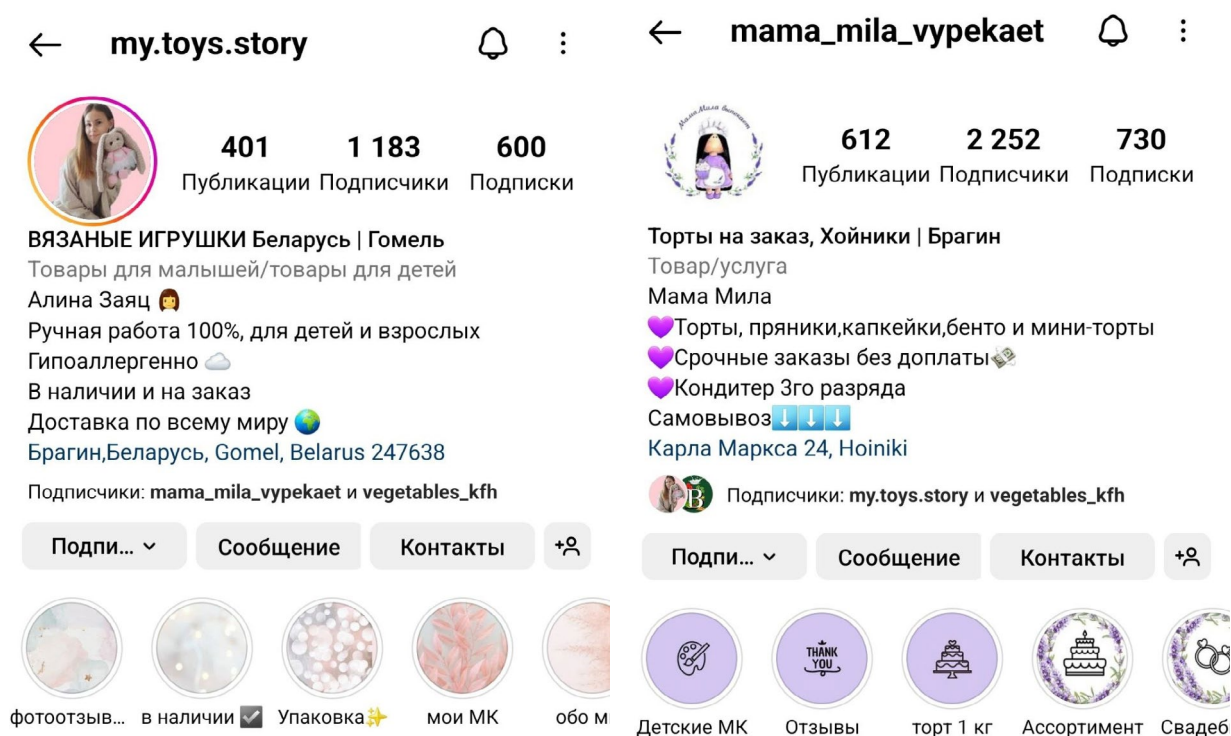 my.toys.story
401 1 183 600
Публикации Подписчики Подписки
ВЯЗАНЫЕ ИГРУШКИ Беларусь | Гомель
Товары для малышей/товары для детей
Алина Заяц
Ручная работа 100%, для детей и взрослых
Гипоаллергенно
В наличии и на заказ
Доставка по всему миру
Брагин,Беларусь, Gomel, Belarus 247638
Подписчики: mama_mila_vypekaet и vegetables_kfh
Подпи... Сообщение Контакты
фотоотзыв... в наличии Упаковка мои МК обо м
mama_mila_vypekaet
Мама Мила выпекает
612 2 252 730
Публикации Подписчики Подписки
Торты на заказ, Хойники | Брагин
Товар/услуга
Мама Мила
Торты, пряники,капкейки,бенто и мини-торты
Срочные заказы без доплаты
Кондитер 3го разряда
Самовывоз
Карла Маркса 24, Hoiniki
B
Подписчики: my.toys.story и vegetables_kfh
Подпи... Сообщение Контакты
THANK
YOU
Детские МК Отзывы торт 1 кг Ассортимент Свадеб